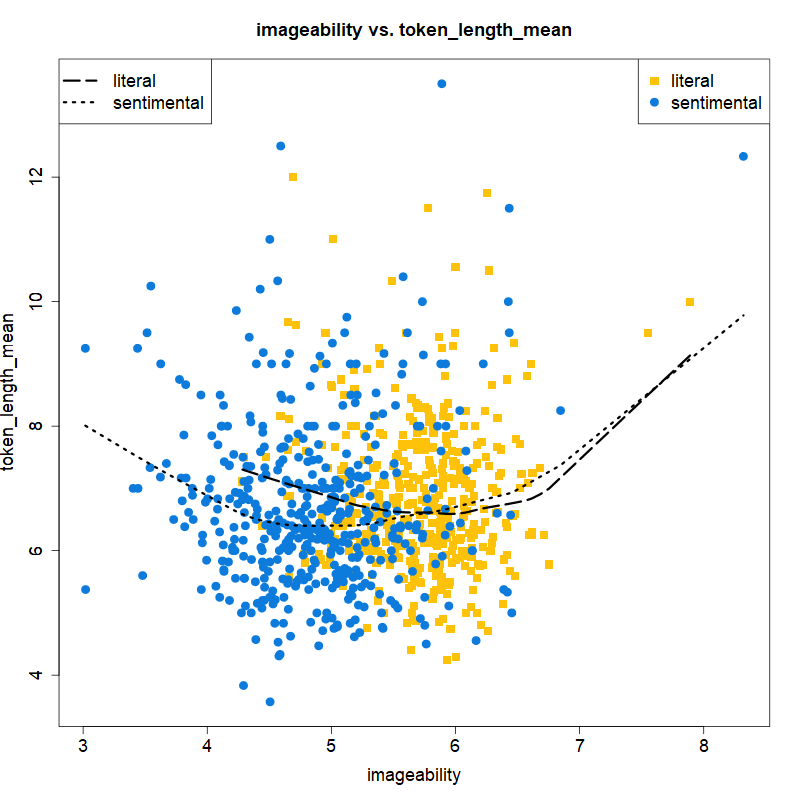 imageability vs. token_length_mean
literal
sentimental
literal
sentimental
token_length_mean
12
10
8
6
4
3 4 5 6 7 8
imageability